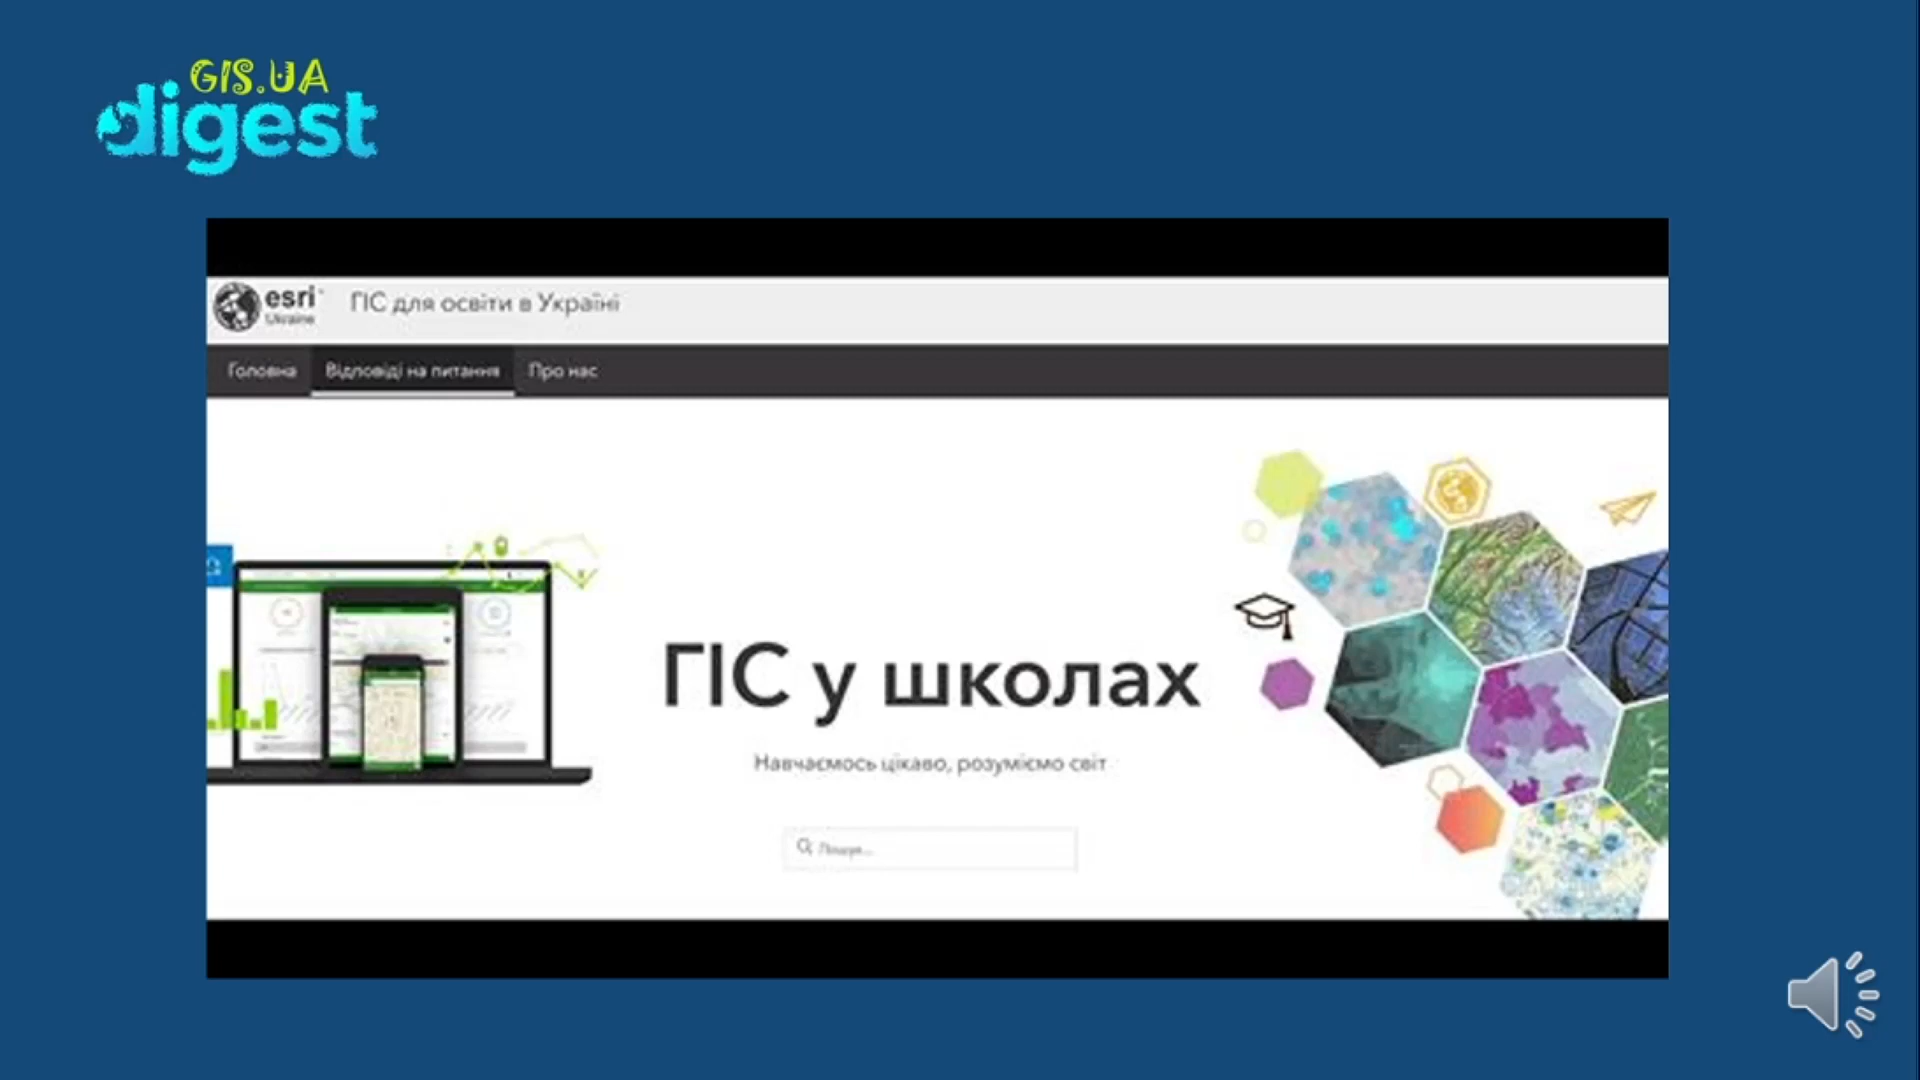 GIS.UA
digest
esri
Ukraine
ГІС для освіти в Україні
Головна
Відповіді на питання
Про нас
ГІС у школах
Навчаємось цікаво, розуміємо світ
Пошук...